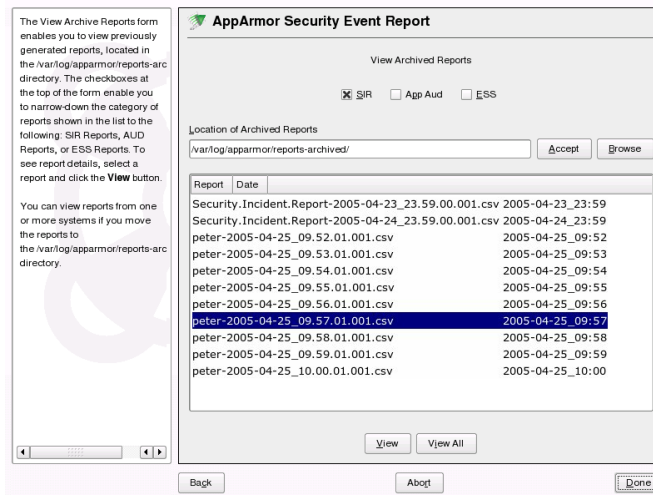 The View Archive Reports form
enables you to view previously
generated reports, located in
the /var/log/apparmor/reports-arc
directory. The checkboxes at
the top of the form enable you
to narrow-down the category of
reports shown in the list to the
following: SIR Reports, AUD
Reports, or ESS Reports. To
see report details, select a
report and click the View button.
You can view reports from one
or more systems if you move
the reports to
the /var/log/apparmor/reports-arc
directory.
AppArmor Security Event Report
View Archived Reports
SIR App Aud ESS
Location of Archived Reports
/var/log/apparmor/reports-archived/ Accept Browse
Report Date
Security.Incident.Report-2005-04-23_23.59.00.001.csv 2005-04-23_23:59
Security.Incident.Report-2005-04-24_23.59.00.001.csv 2005-04-24_23:59
peter-2005-04-25_09.52.01.001.csv 2005-04-25_09:52
peter-2005-04-25_09.53.01.001.csv 2005-04-25_09:53
peter-2005-04-25_09.54.01.001.csv 2005-04-25_09:54
peter-2005-04-25_09.55.01.001.csv 2005-04-25_09:55
peter-2005-04-25_09.56.01.001.csv 2005-04-25_09:56
peter-2005-04-25_09.57.01.001.csv 2005-04-25_09:57
peter-2005-04-25_09.58.01.001.csv 2005-04-25_09:58
peter-2005-04-25_09.59.01.001.csv 2005-04-25_09:59
peter-2005-04-25_10.00.01.001.csv 2005-04-25_10:00
View View All
Back Abort Done